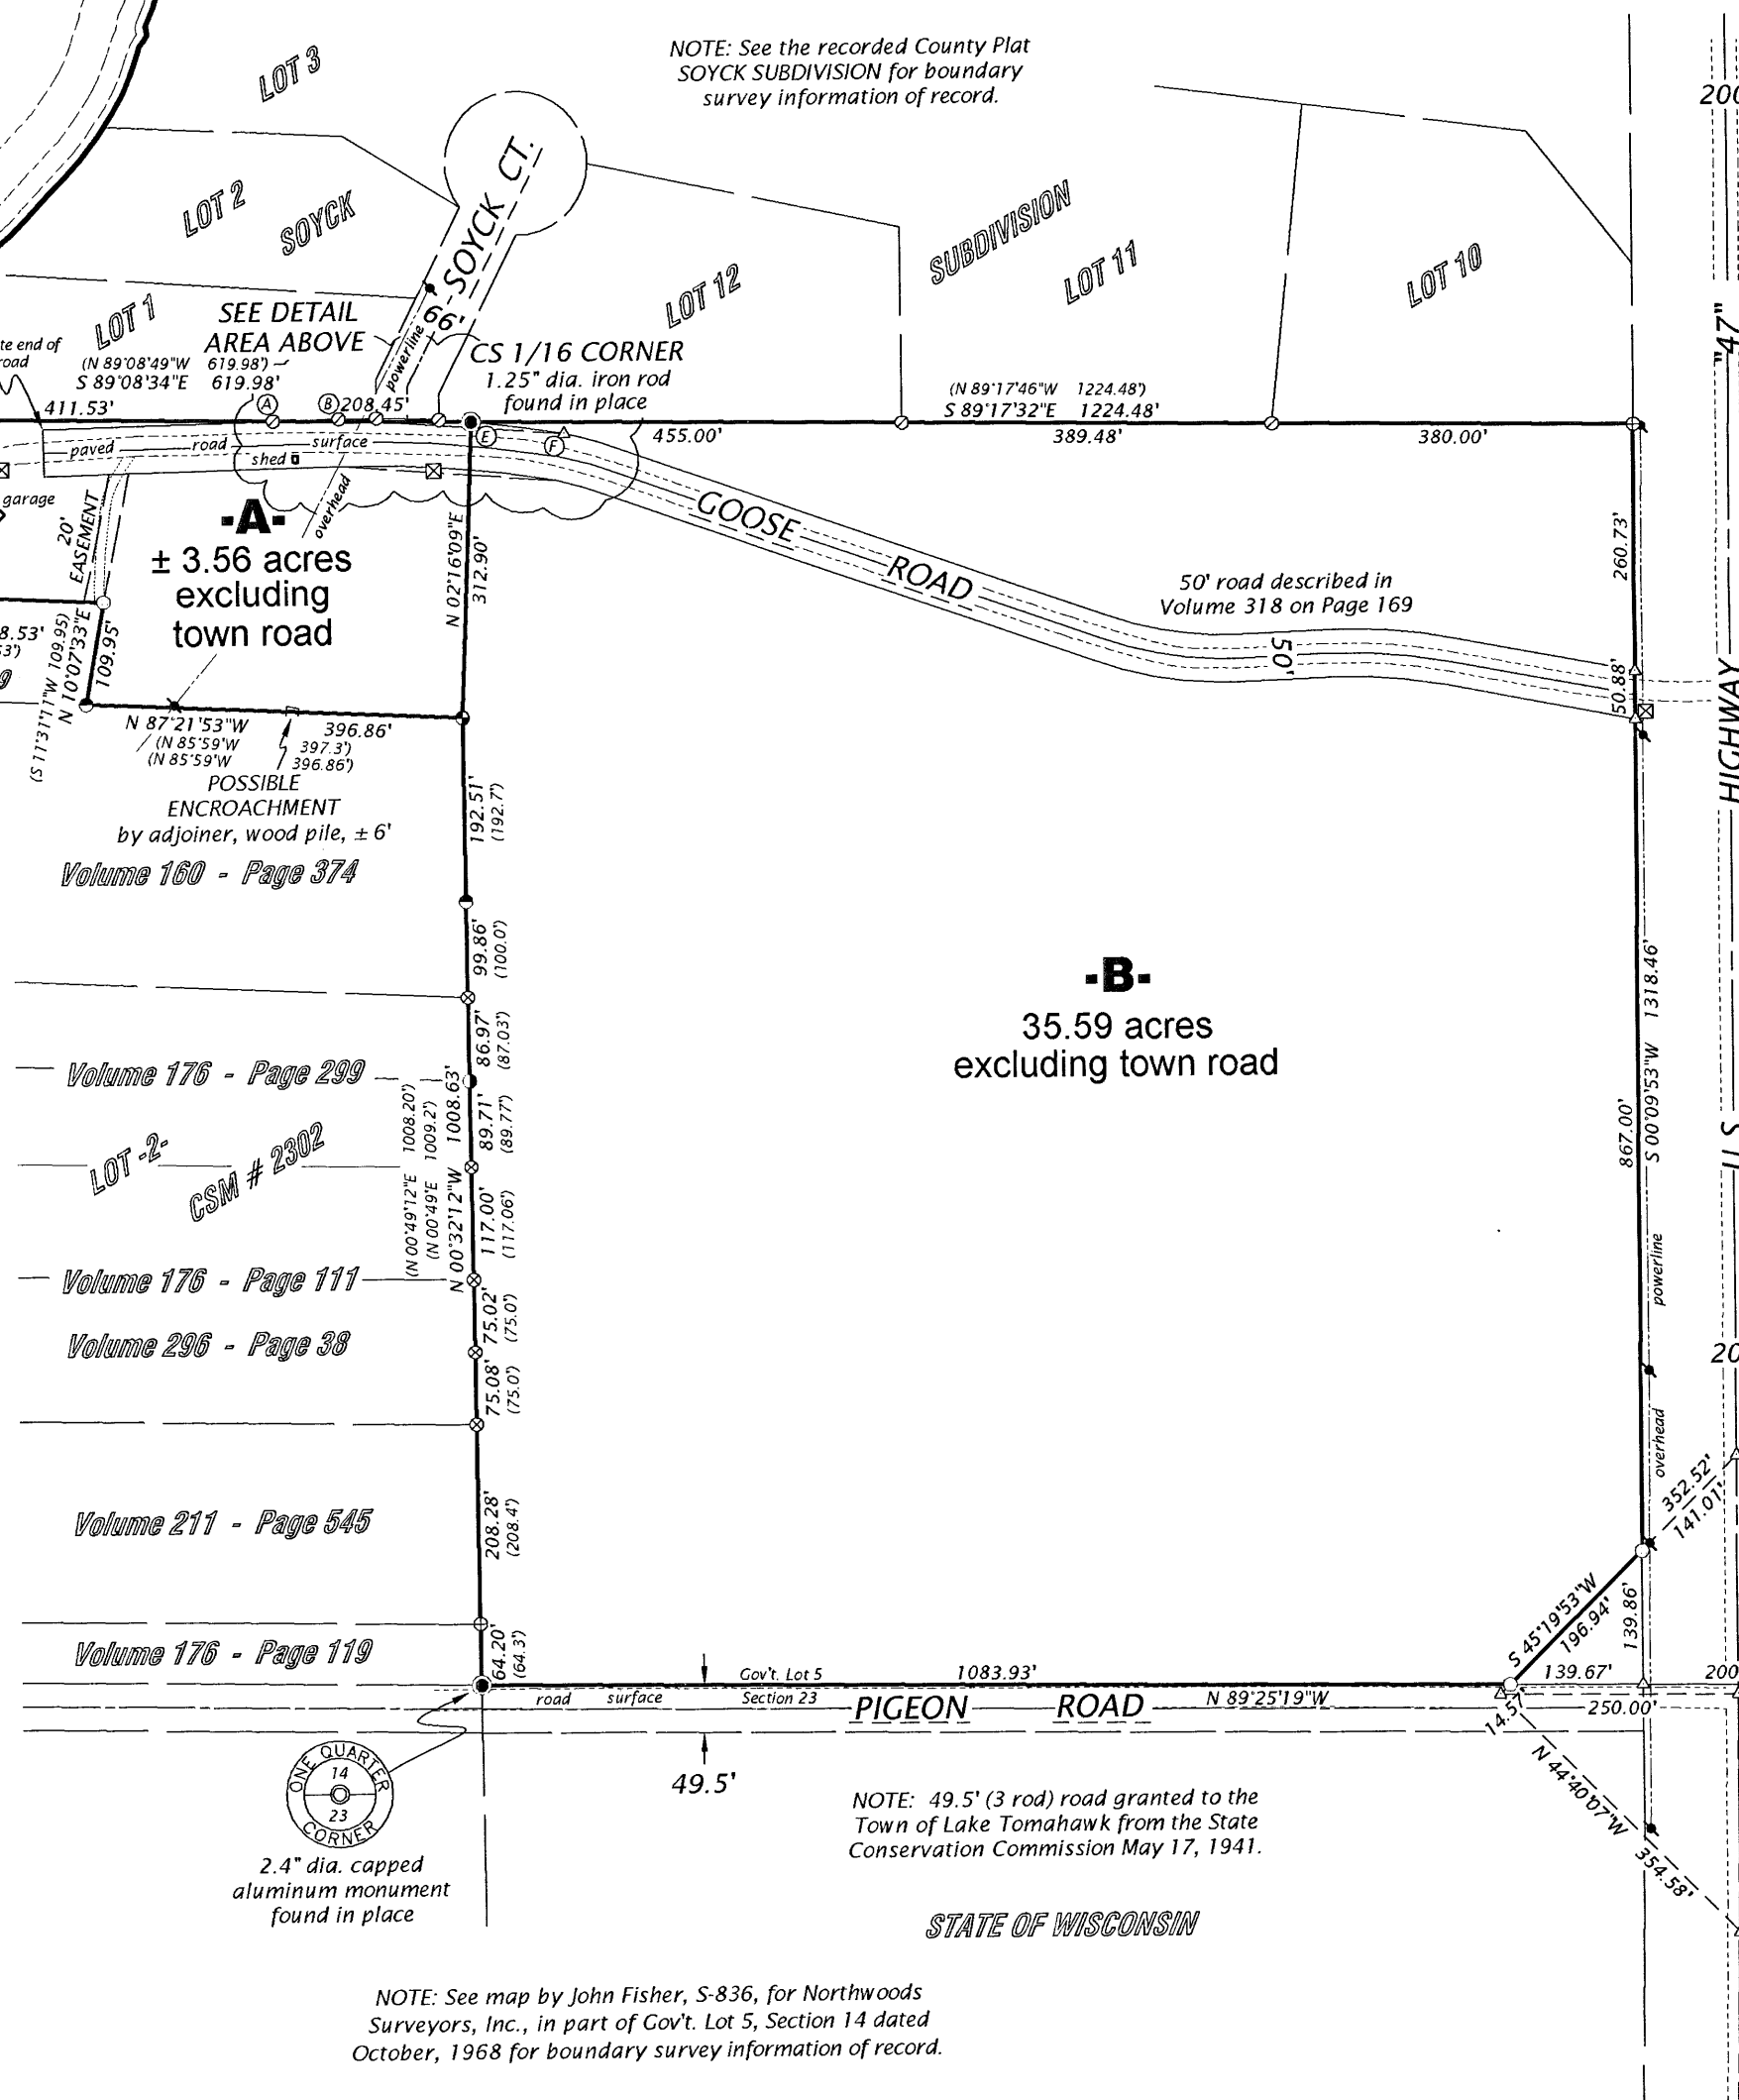 NOTE: See the recorded County Plat
SOYCK SUBDIVISION for boundary
survey information of record.
LOT 3
LOT 2
SOYCK
LOT 1
SOYCK CT.
66'
powerline
SUBDIVISION
LOT 12
LOT 11
LOT 10
200
"47"
HIGHWAY
SEE DETAIL
AREA ABOVE
te end of
road
(N 89°08'49"W 619.98')
S 89°08'34"E 619.98'
411.53'
A
B
208.45'
CS 1/16 CORNER
1.25" dia. iron rod
found in place
E
F
(N 89°17'46"W 1224.48')
S 89°17'32"E 1224.48'
455.00'
389.48'
380.00'
paved road surface
shed
overhead
garage
20'
EASEMENT
-A-
± 3.56 acres
excluding
town road
N 02°16'09"E
312.90'
GOOSE ROAD
50' road described in
Volume 318 on Page 169
50'
260.73'
50.88'
8.53'
53')
9
(S 11°31'11"W 109.95)
N 10°07'33"E
109.95'
N 87°21'53"W 396.86'
(N 85°59'W 397.3')
(N 85°59'W 396.86')
POSSIBLE
ENCROACHMENT
by adjoiner, wood pile, ± 6'
192.51'
(192.7')
Volume 160 - Page 374
99.86'
(100.0')
-B-
35.59 acres
excluding town road
86.97'
(87.03')
Volume 176 - Page 299
(N 00°49'12"E 1008.20')
(N 00°49'E 1009.2')
N 00°32'12"W 1008.63'
89.71'
(89.77')
LOT -2-
CSM # 2302
117.00'
(117.06')
Volume 176 - Page 111
75.02'
(75.0')
Volume 296 - Page 38
75.08'
(75.0')
867.00'
S 00°09'53"W 1318.46'
powerline
overhead
20
352.52'
141.01'
Volume 211 - Page 545
208.28'
(208.4')
S 45°19'53"W
196.94'
139.86'
Volume 176 - Page 119
64.20'
(64.3')
Gov't. Lot 5
Section 23
1083.93'
139.67'
200
road surface
PIGEON ROAD
N 89°25'19"W
250.00'
14.57'
N 44°40'07"W
354.58'
49.5'
ONE QUARTER
14
23
CORNER
2.4" dia. capped
aluminum monument
found in place
NOTE: 49.5' (3 rod) road granted to the
Town of Lake Tomahawk from the State
Conservation Commission May 17, 1941.
STATE OF WISCONSIN
NOTE: See map by John Fisher, S-836, for Northwoods
Surveyors, Inc., in part of Gov't. Lot 5, Section 14 dated
October, 1968 for boundary survey information of record.